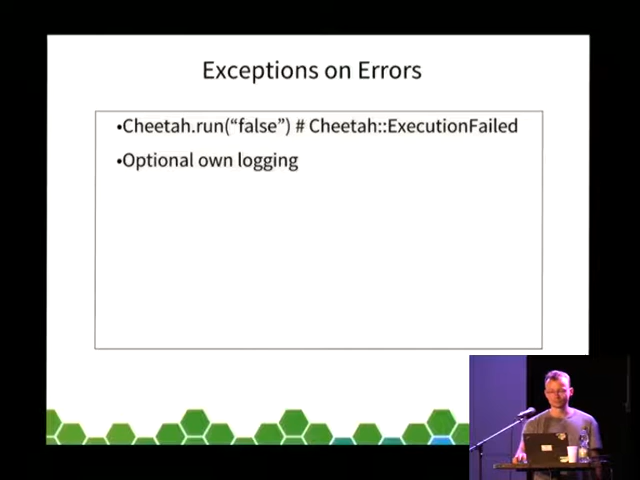 Exceptions on Errors
•Cheetah.run(“false”) # Cheetah::ExecutionFailed
•Optional own logging